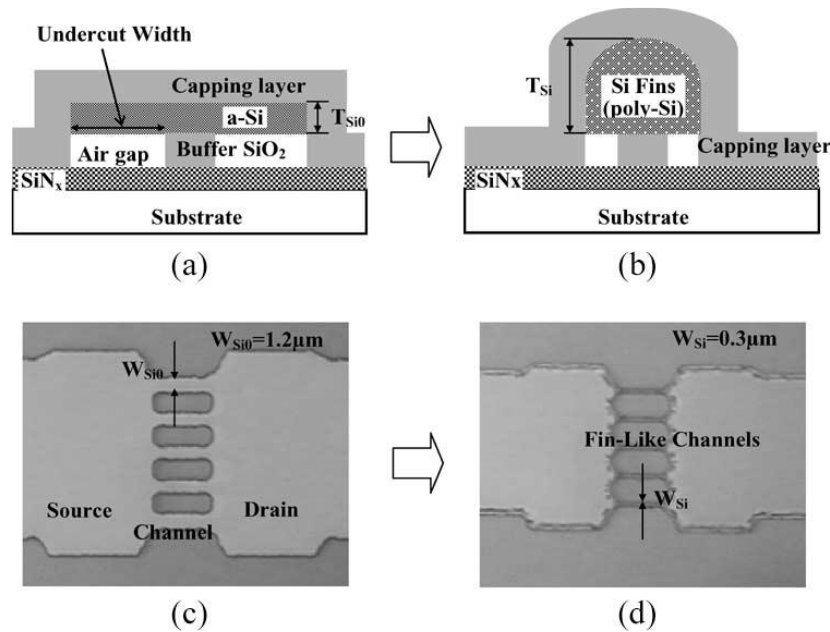 Undercut Width
Capping layer
a-Si
T_Si0
Air gap
Buffer SiO₂
SiNₓ
Substrate
(a)
T_Si
Si Fins
(poly-Si)
Capping layer
SiNx
Substrate
(b)
W_Si0=1.2μm
W_Si0
Source
Drain
Channel
(c)
W_Si=0.3μm
Fin-Like Channels
W_Si
(d)